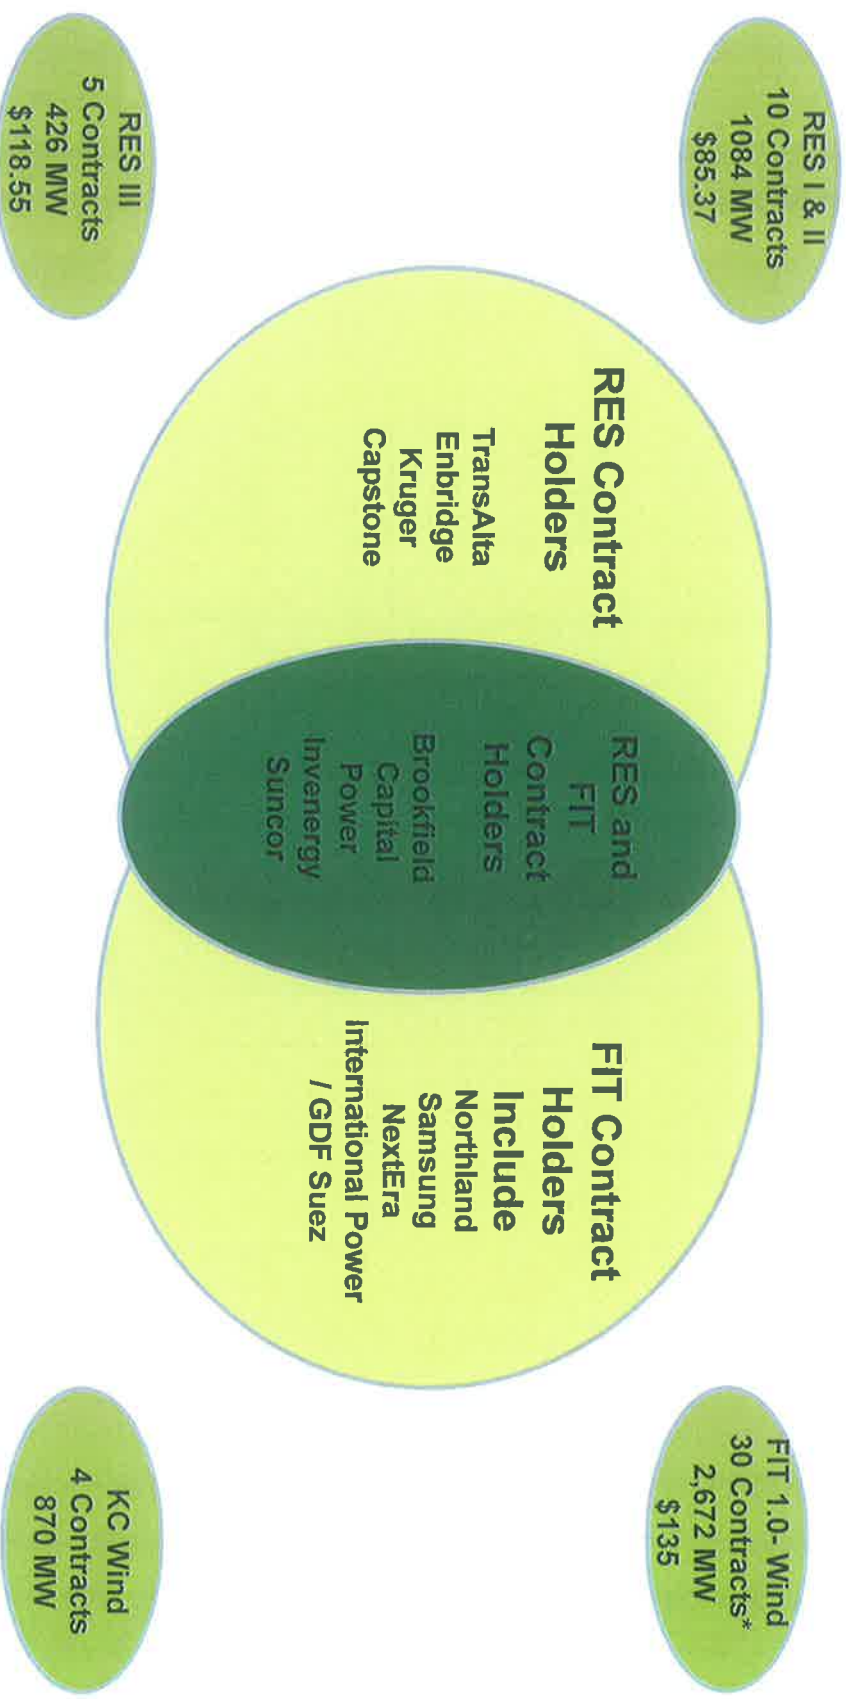 RES I & II
10 Contracts
1084 MW
$85.37
FIT 1.0- Wind
30 Contracts*
2,672 MW
$135
RES Contract
Holders
TransAlta
Enbridge
Kruger
Capstone
RES and
FIT
Contract
Holders
Brookfield
Capital
Power
Invenergy
Suncor
FIT Contract
Holders
Include
Northland
Samsung
NextEra
International Power
/ GDF Suez
RES III
5 Contracts
426 MW
$118.55
KC Wind
4 Contracts
870 MW